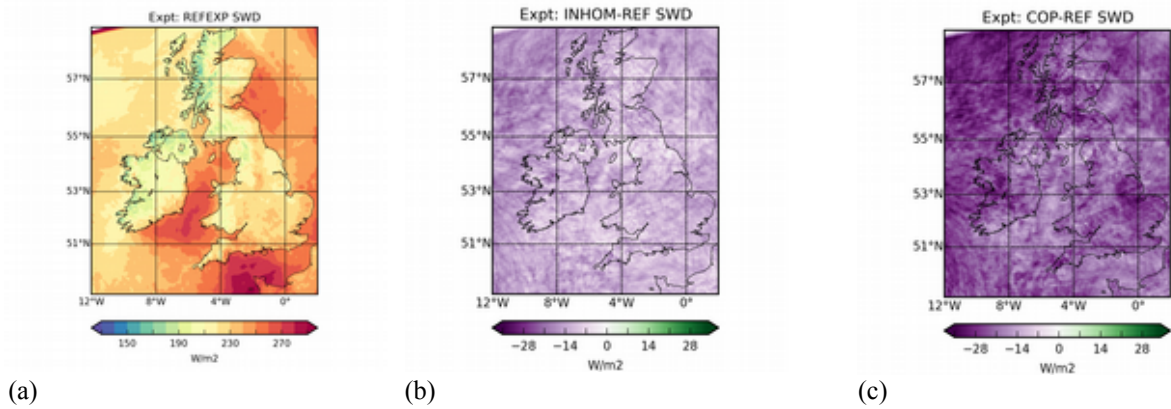 Expt: REFEXP SWD
57°N
55°N
53°N
51°N
12°W 8°W 4°W 0°
150 190 230 270
W/m2
(a)
Expt: INHOM-REF SWD
57°N
55°N
53°N
51°N
12°W 8°W 4°W 0°
−28 −14 0 14 28
W/m2
(b)
Expt: COP-REF SWD
57°N
55°N
53°N
51°N
12°W 8°W 4°W 0°
−28 −14 0 14 28
W/m2
(c)